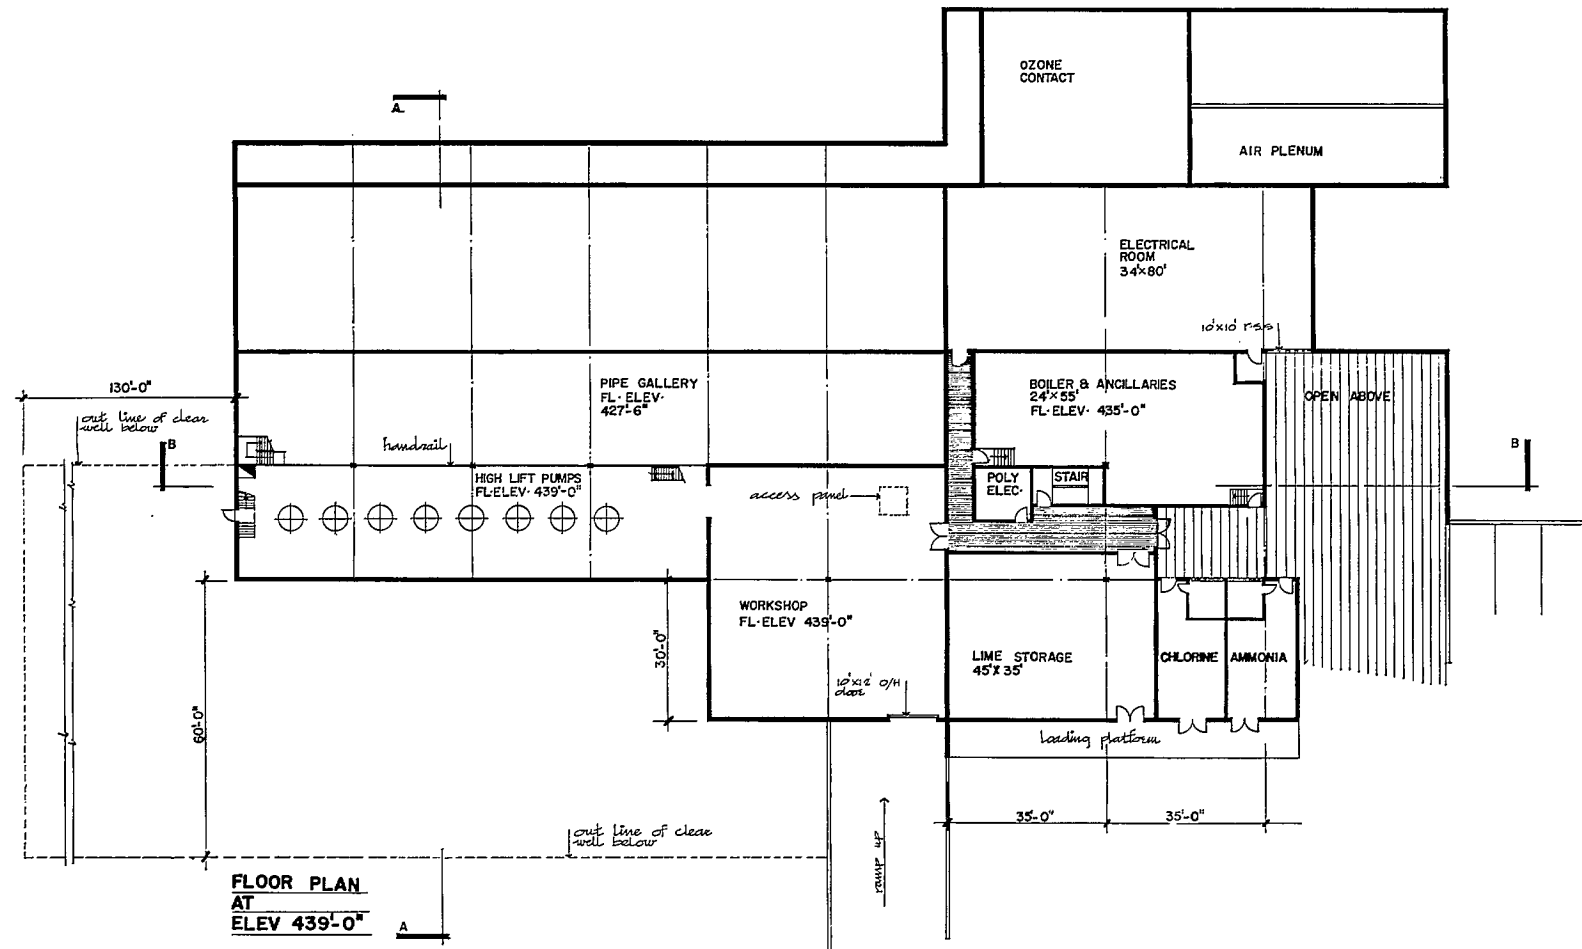 OZONE
CONTACT
A
AIR PLENUM
ELECTRICAL
ROOM
34'×80'
10'x10' r.s.s
130'-0"
out line of clear
well below
B
PIPE GALLERY
FL· ELEV·
427'-6"
BOILER & ANCILLARIES
24'×55'
FL· ELEV· 435'-0"
OPEN ABOVE
handrail
B
HIGH LIFT PUMPS
FL·ELEV· 439'-0"
access panel
POLY
ELEC·
STAIR
WORKSHOP
FL·ELEV 439'-0"
30'-0"
LIME STORAGE
45'X 35'
CHLORINE
AMMONIA
10'x12' O/H
door
60'-0"
loading platform
35'-0"
35'-0"
out line of clear
well below
ramp up
FLOOR PLAN
AT
ELEV 439'-0"
A